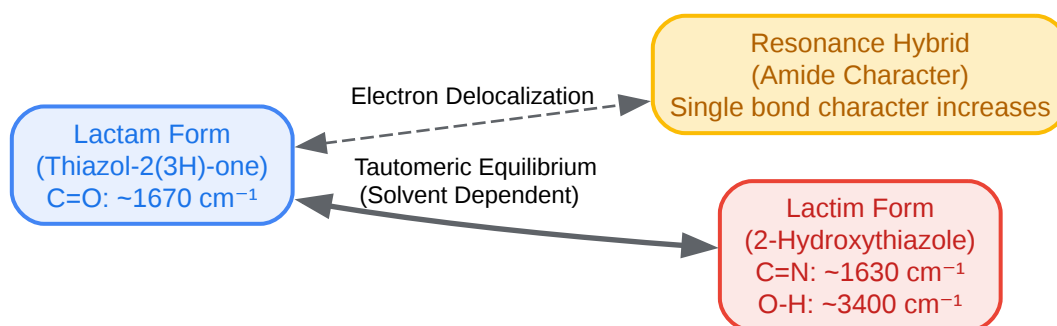 Resonance Hybrid
(Amide Character)
Single bond character increases
Electron Delocalization
Lactam Form
(Thiazol-2(3H)-one)
C=O: ~1670 cm⁻¹
Tautomeric Equilibrium
(Solvent Dependent)
Lactim Form
(2-Hydroxythiazole)
C=N: ~1630 cm⁻¹
O-H: ~3400 cm⁻¹